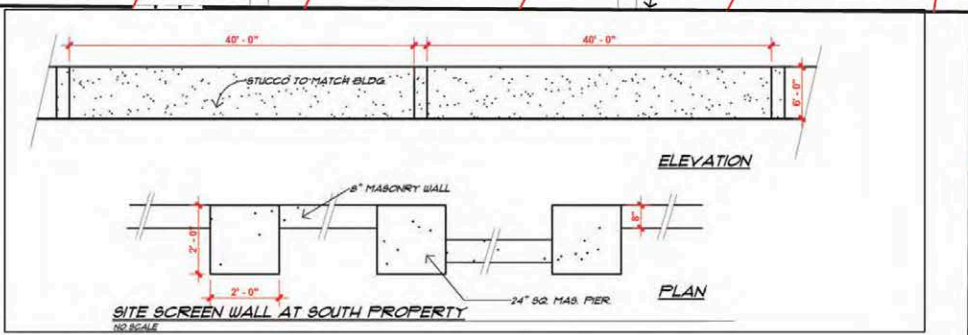 40' - 0"
40' - 0"
STUCCO TO MATCH BLDG
6' - 0"
ELEVATION
8" MASONRY WALL
2' - 0"
8"
2' - 0"
24" SQ. MAS. PIER
PLAN
SITE SCREEN WALL AT SOUTH PROPERTY
NO SCALE